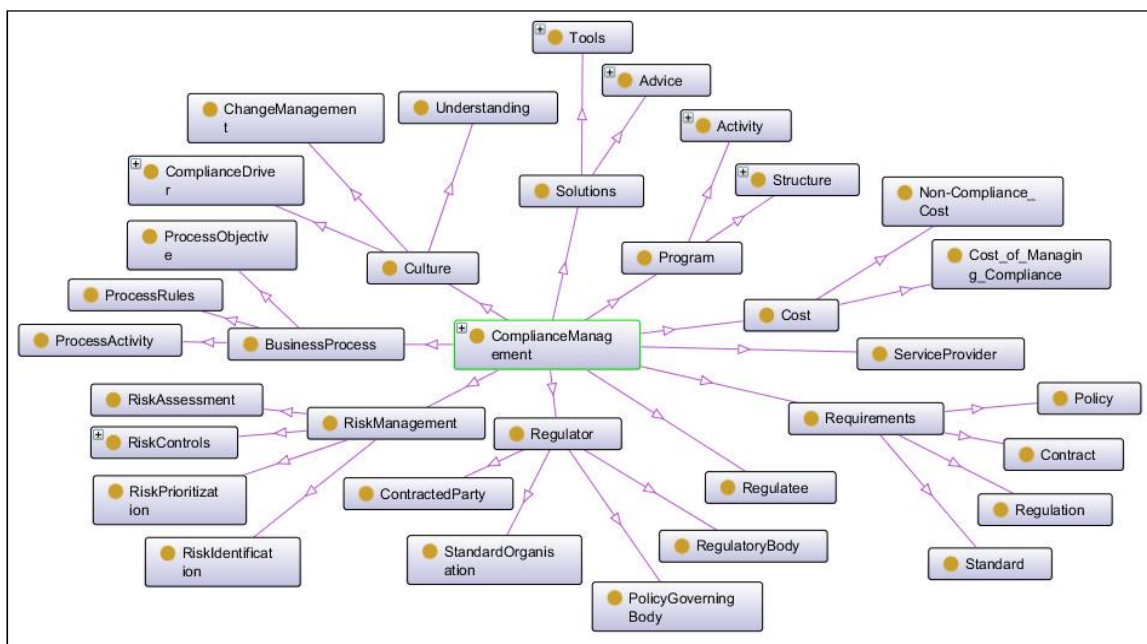 Tools
Advice
ChangeManagemen
t
Understanding
Activity
ComplianceDrive
r
Structure
Solutions
Non-Compliance_
Cost
ProcessObjectiv
e
Culture
Program
Cost_of_Managin
g_Compliance
ProcessRules
Cost
ProcessActivity
BusinessProcess
ComplianceManag
ement
ServiceProvider
RiskAssessment
Policy
RiskManagement
Requirements
RiskControls
Regulator
Contract
RiskPrioritizat
ion
ContractedParty
Regulatee
Regulation
RiskIdentificat
ion
StandardOrgani
sation
RegulatoryBody
Standard
PolicyGoverning
Body